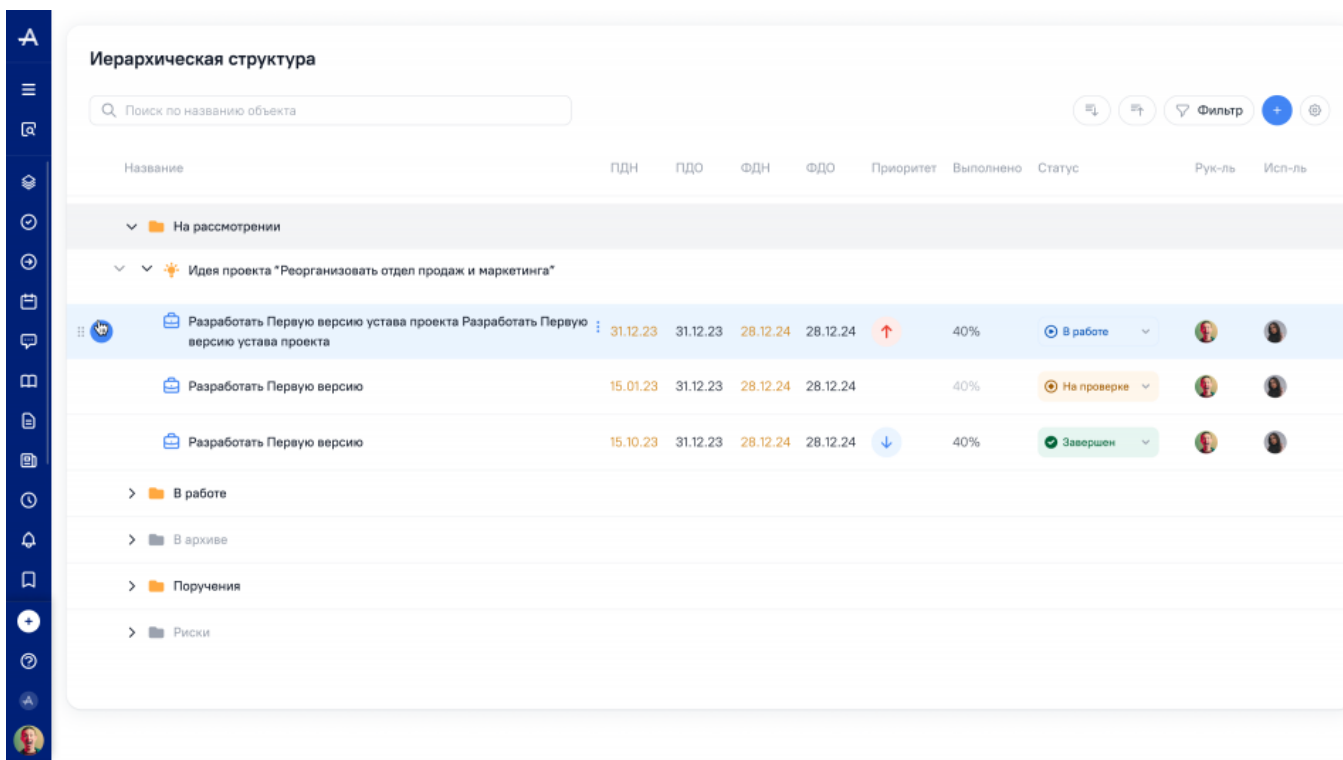 Иерархическая структура
Поиск по названию объекта
Фильтр
Название ПДН ПДО ФДН ФДО Приоритет Выполнено Статус Рук-ль Исп-ль
На рассмотрении
Идея проекта "Реорганизовать отдел продаж и маркетинга"
Разработать Первую версию устава проекта Разработать Первую
версию устава проекта
31.12.23 31.12.23 28.12.24 28.12.24 40% В работе
Разработать Первую версию 15.01.23 31.12.23 28.12.24 28.12.24 40% На проверке
Разработать Первую версию 15.10.23 31.12.23 28.12.24 28.12.24 40% Завершен
В работе
В архиве
Поручения
Риски